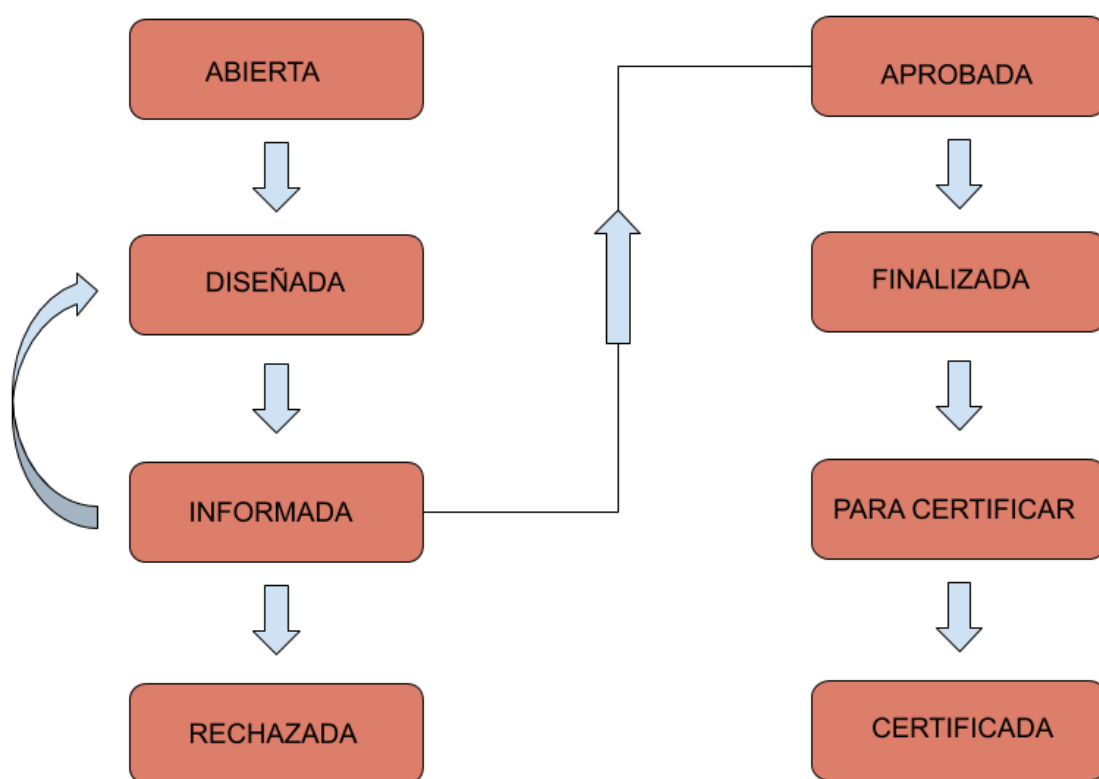 ABIERTA
DISEÑADA
INFORMADA
RECHAZADA
APROBADA
FINALIZADA
PARA CERTIFICAR
CERTIFICADA